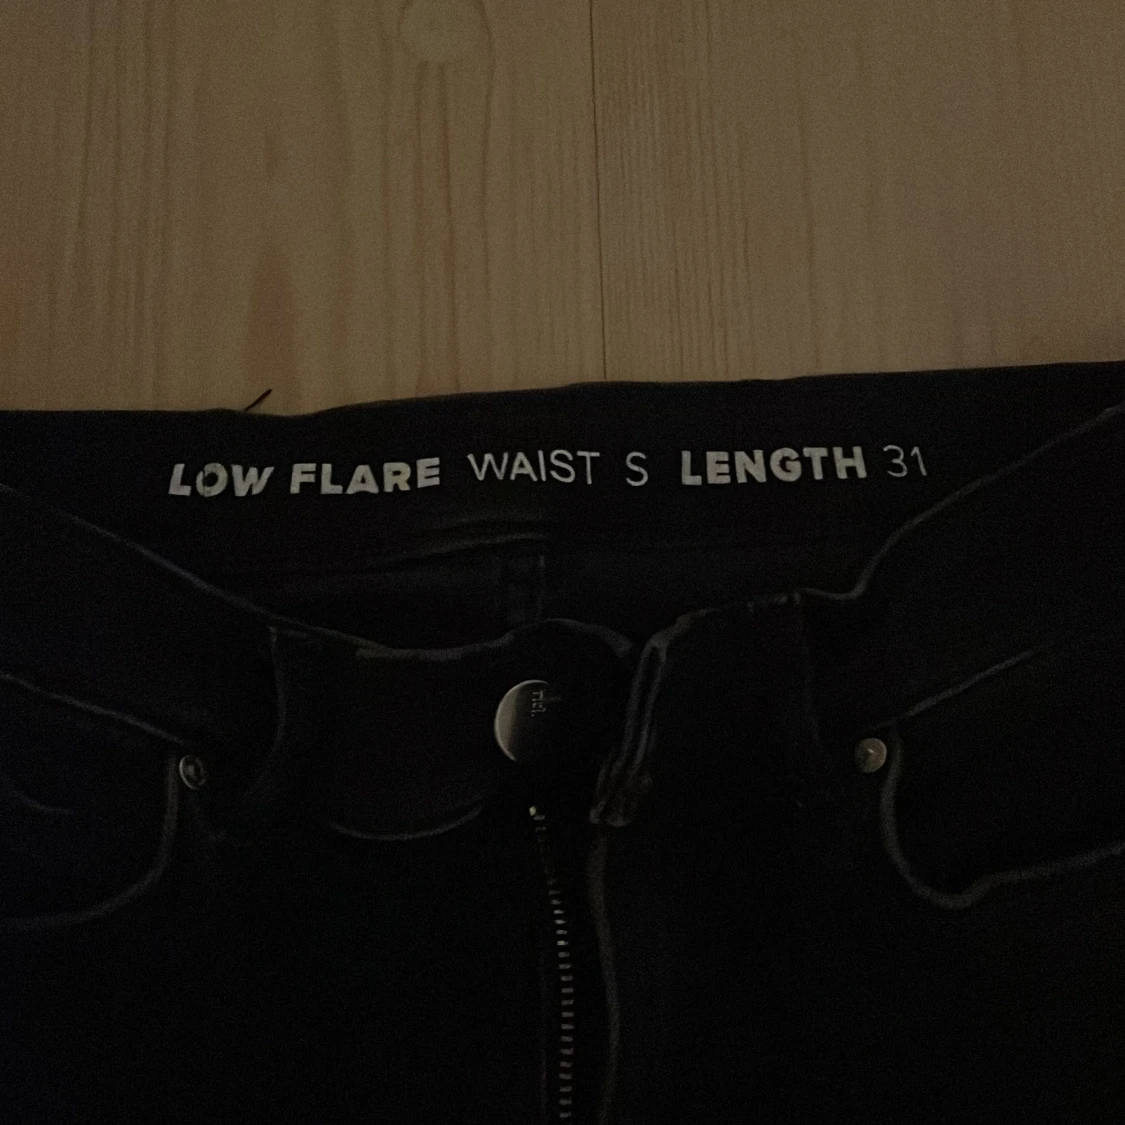 LOW FLARE WAIST S LENGTH 31